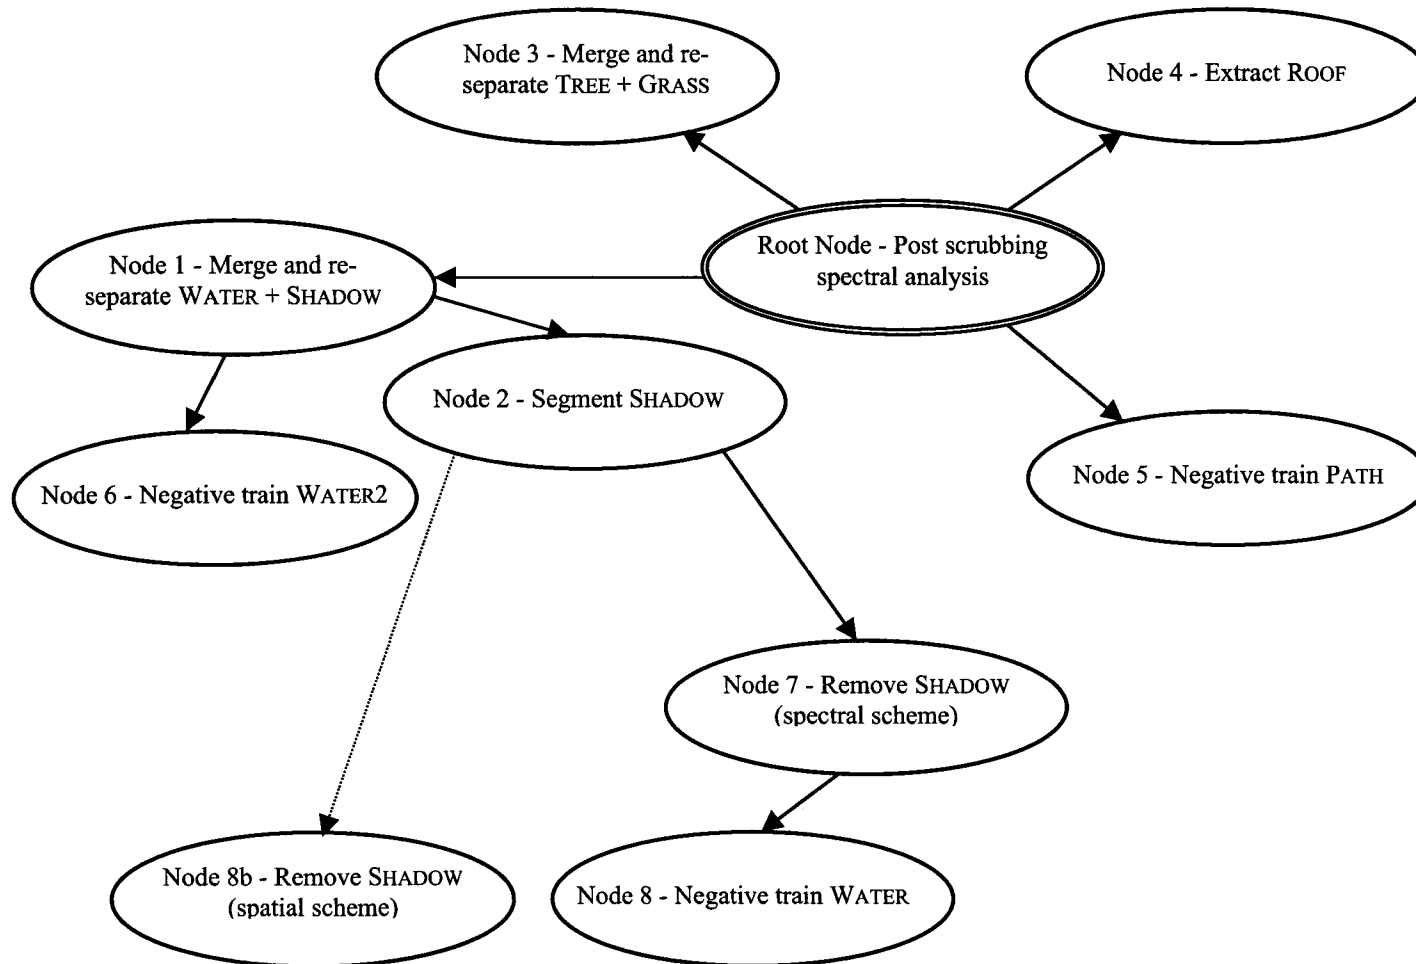 Node 3 - Merge and re-
separate TREE + GRASS
Node 4 - Extract ROOF
Root Node - Post scrubbing
spectral analysis
Node 1 - Merge and re-
separate WATER + SHADOW
Node 2 - Segment SHADOW
Node 6 - Negative train WATER2
Node 5 - Negative train PATH
Node 7 - Remove SHADOW
(spectral scheme)
Node 8b - Remove SHADOW
(spatial scheme)
Node 8 - Negative train WATER